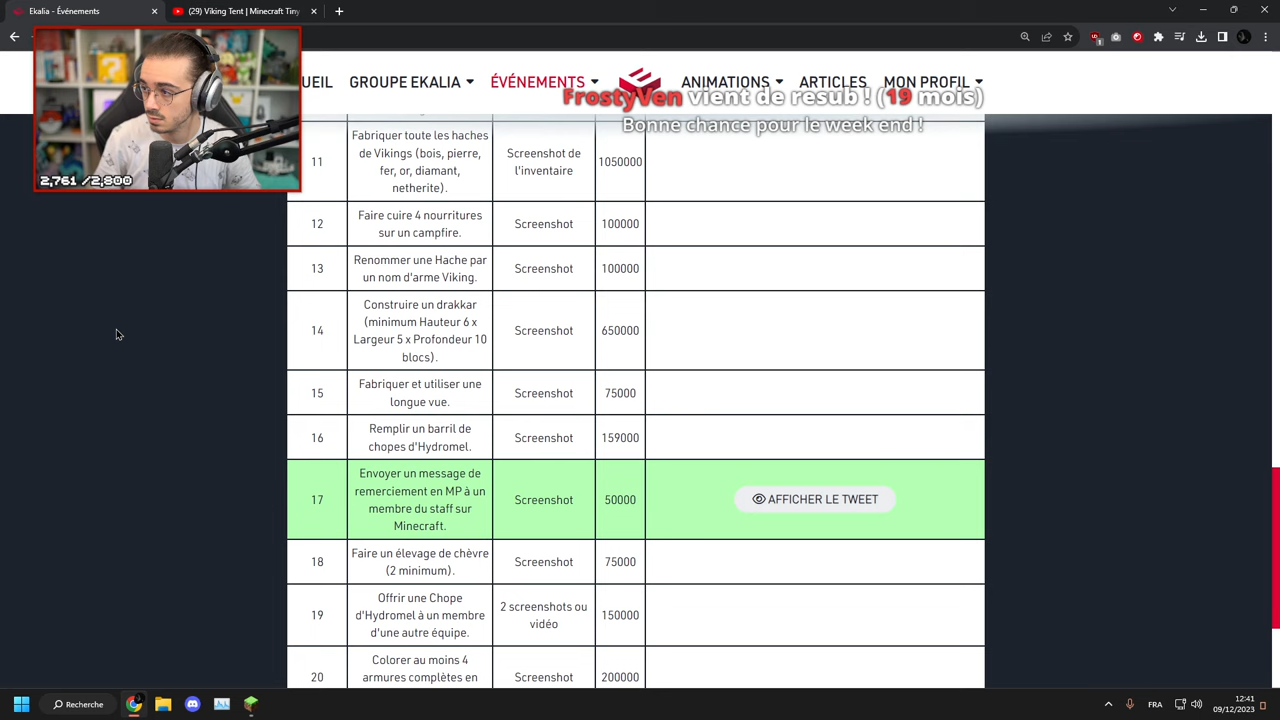 Ekalia - Événements
(29) Viking Tent | Minecraft Tiny
UEIL GROUPE EKALIA ÉVÉNEMENTS ANIMATIONS ARTICLES MON PROFIL
FrostyVen vient de resub ! (19 mois)
Bonne chance pour le week end !
2,761 /2,800
11
Fabriquer toute les haches
de Vikings (bois, pierre,
fer, or, diamant,
netherite).
Screenshot de
l'inventaire
1050000
12
Faire cuire 4 nourritures
sur un campfire.
Screenshot
100000
13
Renommer une Hache par
un nom d'arme Viking.
Screenshot
100000
14
Construire un drakkar
(minimum Hauteur 6 x
Largeur 5 x Profondeur 10
blocs).
Screenshot
650000
15
Fabriquer et utiliser une
longue vue.
Screenshot
75000
16
Remplir un barril de
chopes d'Hydromel.
Screenshot
159000
17
Envoyer un message de
remerciement en MP à un
membre du staff sur
Minecraft.
Screenshot
50000
AFFICHER LE TWEET
18
Faire un élevage de chèvre
(2 minimum).
Screenshot
75000
19
Offrir une Chope
d'Hydromel à un membre
d'une autre équipe.
2 screenshots ou
vidéo
150000
20
Colorer au moins 4
armures complètes en
Screenshot
200000
Recherche
FRA
12:41
09/12/2023